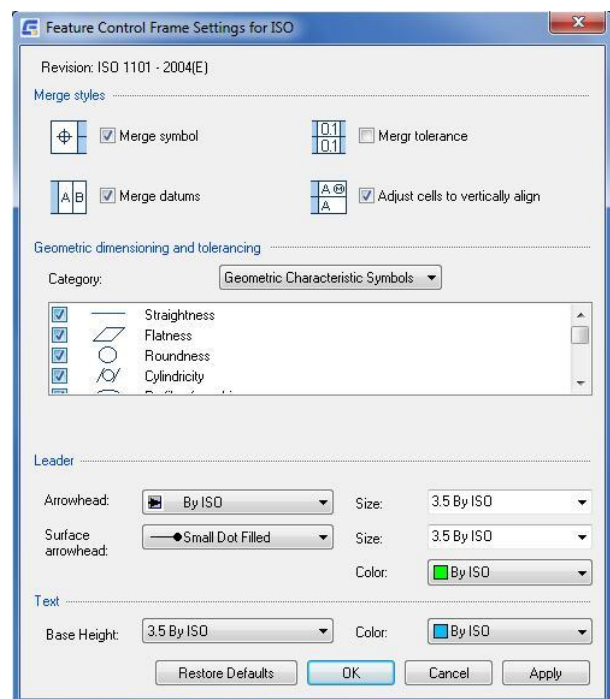 Feature Control Frame Settings for ISO
Revision: ISO 1101 - 2004(E)
Merge styles
Merge symbol
0.1
0.1
Mergr tolerance
A B
Merge datums
A Ⓜ
A
Adjust cells to vertically align
Geometric dimensioning and tolerancing
Category: Geometric Characteristic Symbols
Straightness
Flatness
Roundness
Cylindricity
Leader
Arrowhead: By ISO Size: 3.5 By ISO
Surface arrowhead: Small Dot Filled Size: 3.5 By ISO
Color: By ISO
Text
Base Height: 3.5 By ISO Color: By ISO
Restore Defaults OK Cancel Apply